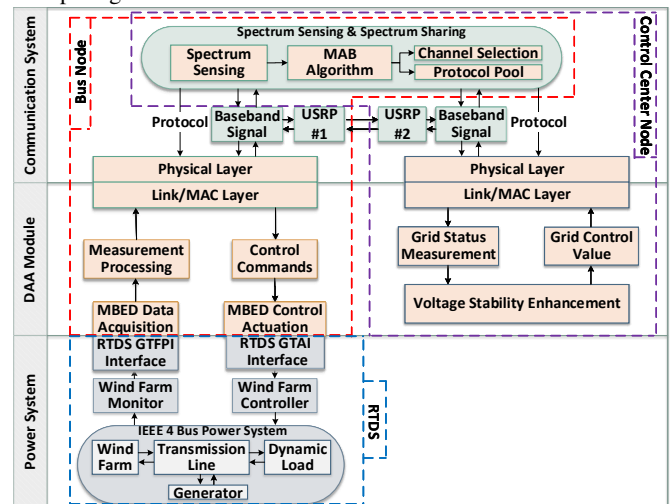 Spectrum Sensing & Spectrum Sharing
Spectrum
Sensing
MAB
Algorithm
Channel Selection
Protocol Pool
Communication System
Bus Node
Control Center Node
Protocol
Baseband
Signal
USRP
#1
USRP
#2
Baseband
Signal
Protocol
Physical Layer
Link/MAC Layer
Physical Layer
Link/MAC Layer
DAA Module
Measurement
Processing
Control
Commands
Grid Status
Measurement
Grid Control
Value
Voltage Stability Enhancement
MBED Data
Acquisition
MBED Control
Actuation
Power System
RTDS GTFPI
Interface
RTDS GTAI
Interface
Wind Farm
Monitor
Wind Farm
Controller
RTDS
IEEE 4 Bus Power System
Wind
Farm
Transmission
Line
Dynamic
Load
Generator